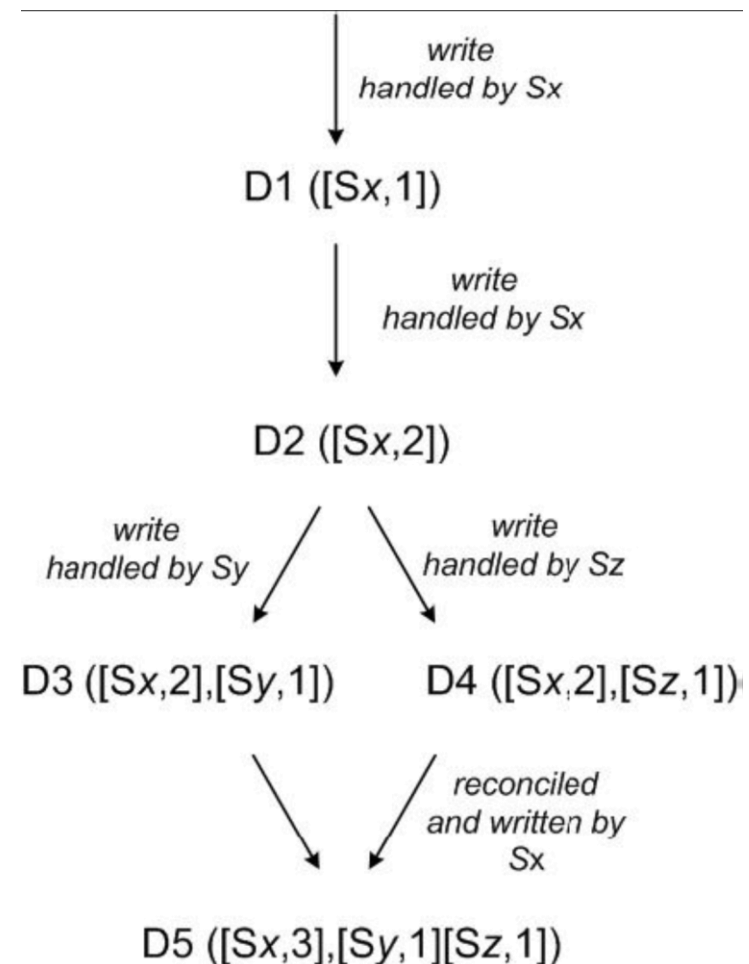 write
handled by Sx
D1 ([Sx,1])
write
handled by Sx
D2 ([Sx,2])
write
handled by Sy
write
handled by Sz
D3 ([Sx,2],[Sy,1])
D4 ([Sx,2],[Sz,1])
reconciled
and written by
Sx
D5 ([Sx,3],[Sy,1][Sz,1])